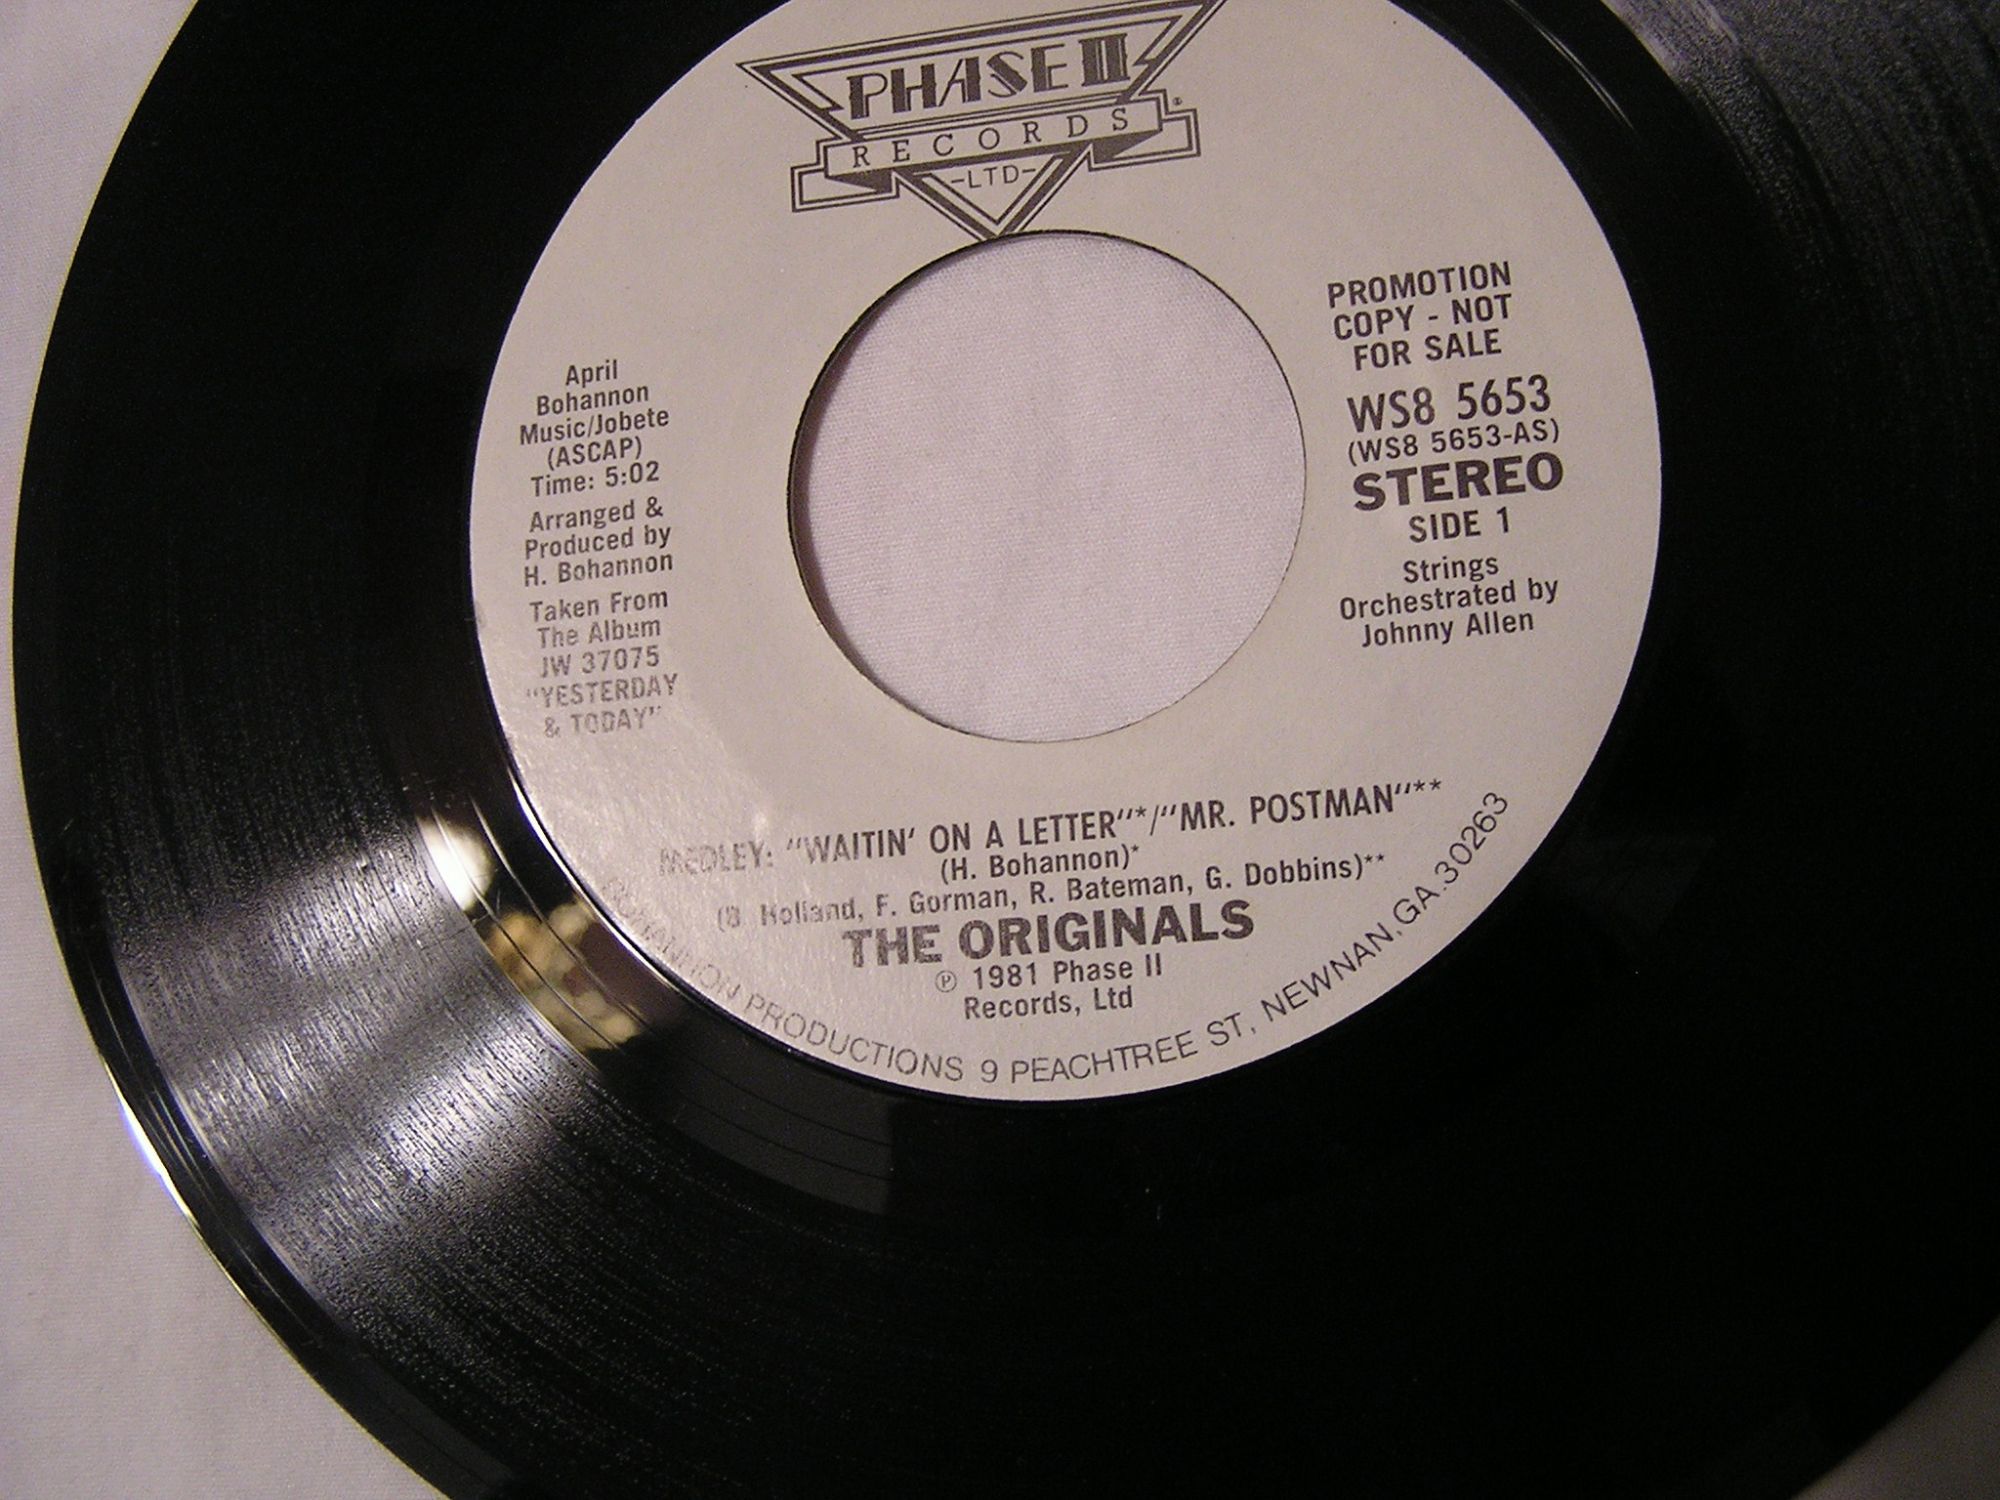 PHASE II
RECORDS
-LTD-
PROMOTION
COPY - NOT
FOR SALE
WS8 5653
(WS8 5653-AS)
STEREO
SIDE 1
Strings
Orchestrated by
Johnny Allen
April
Bohannon
Music/Jobete
(ASCAP)
Time: 5:02
Arranged &
Produced by
H. Bohannon
Taken From
The Album
JW 37075
"YESTERDAY
& TODAY"
MEDLEY: "WAITIN' ON A LETTER"*/"MR. POSTMAN"**
(H. Bohannon)*
(B. Holland, F. Gorman, R. Bateman, G. Dobbins)**
THE ORIGINALS
℗ 1981 Phase II
Records, Ltd
BOHANNON PRODUCTIONS 9 PEACHTREE ST, NEWNAN, GA. 30263